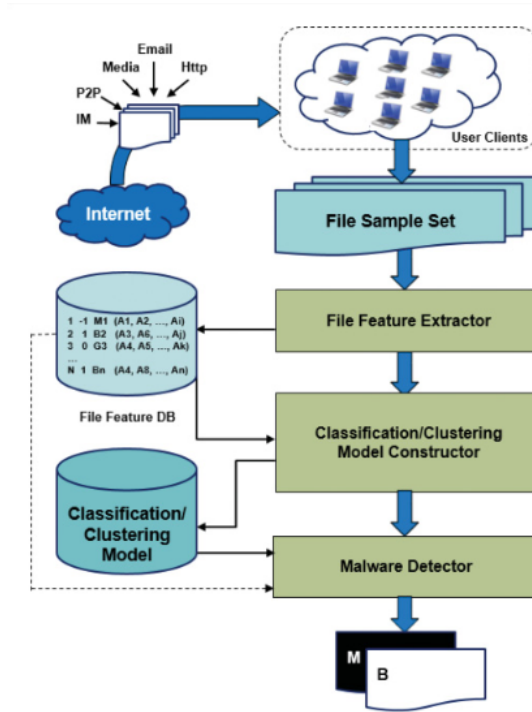 Email
Media
Http
P2P
IM
Internet
User Clients
File Sample Set
1 -1 M1 (A1, A2, ..., Ai)
2 1 B2 (A3, A6, ..., Aj)
3 0 G3 (A4, A5, ..., Ak)
...
N 1 Bn (A4, A8, ..., An)
File Feature DB
File Feature Extractor
Classification/Clustering
Model Constructor
Classification/
Clustering
Model
Malware Detector
M
B